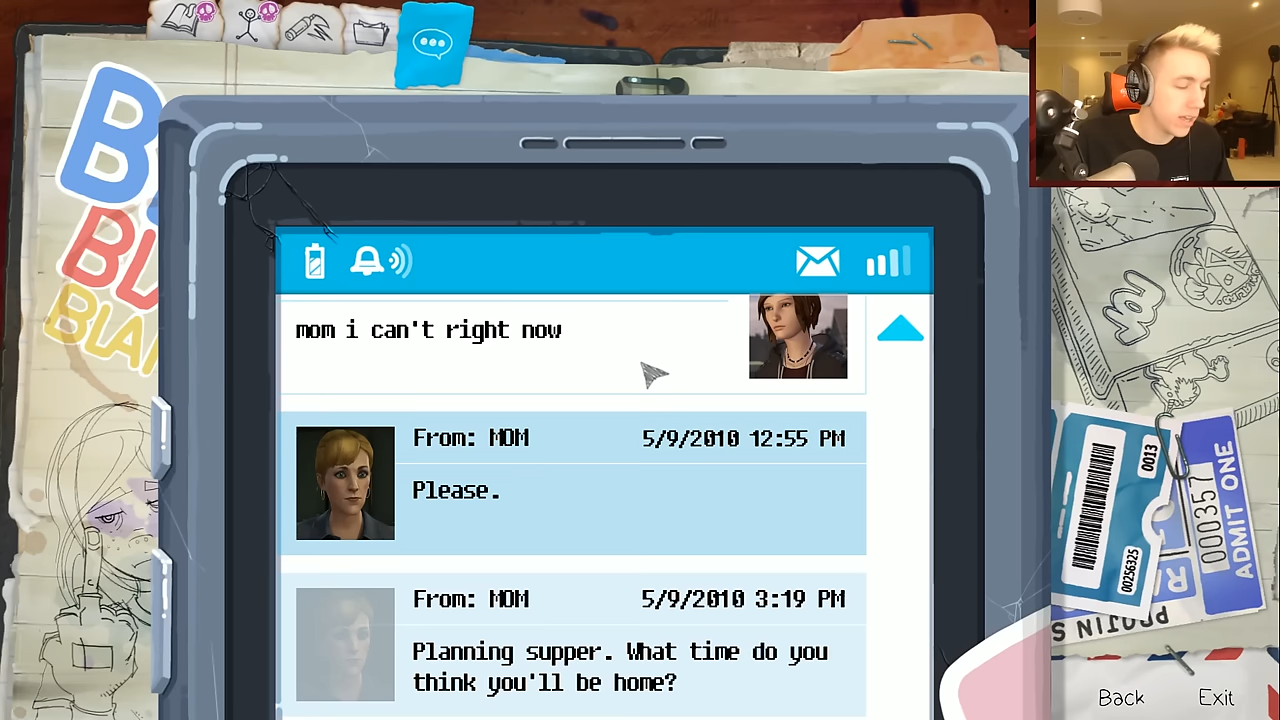 mom i can't right now
From: MOM 5/9/2010 12:55 PM
Please.
From: MOM 5/9/2010 3:19 PM
Planning supper. What time do you
think you'll be home?
0013
00256325
000357
ADMIT ONE
Back Exit